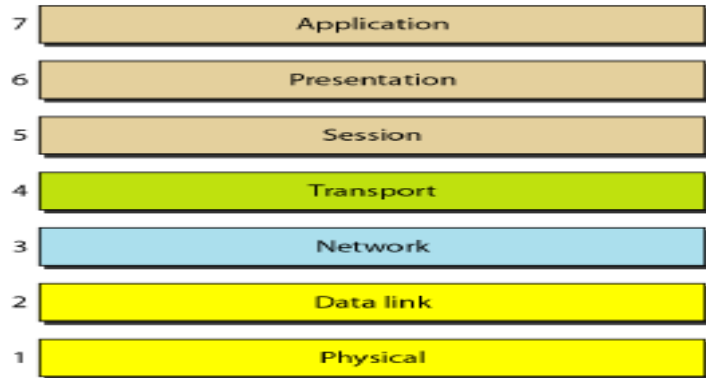 7 Application
6 Presentation
5 Session
4 Transport
3 Network
2 Data link
1 Physical